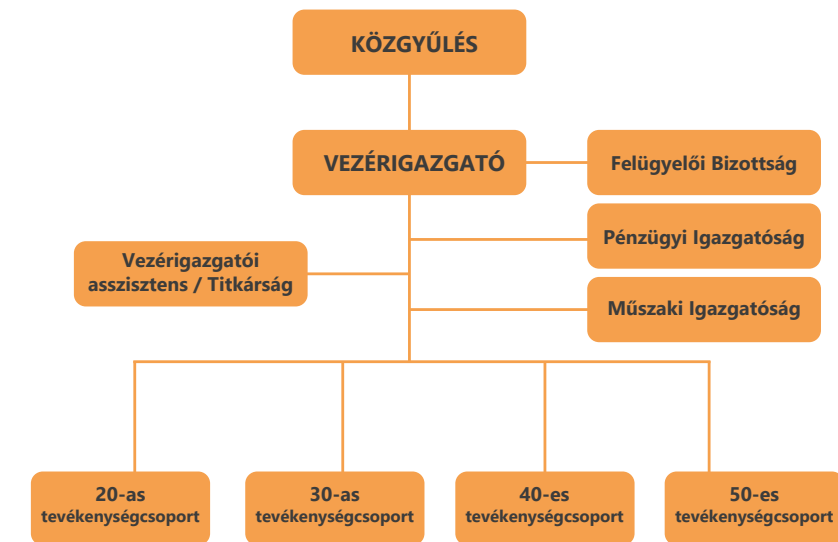 KÖZGYŰLÉS
VEZÉRIGAZGATÓ
Felügyelői Bizottság
Pénzügyi Igazgatóság
Vezérigazgatói
asszisztens / Titkárság
Műszaki Igazgatóság
20-as
tevékenységcsoport
30-as
tevékenységcsoport
40-es
tevékenységcsoport
50-es
tevékenységcsoport